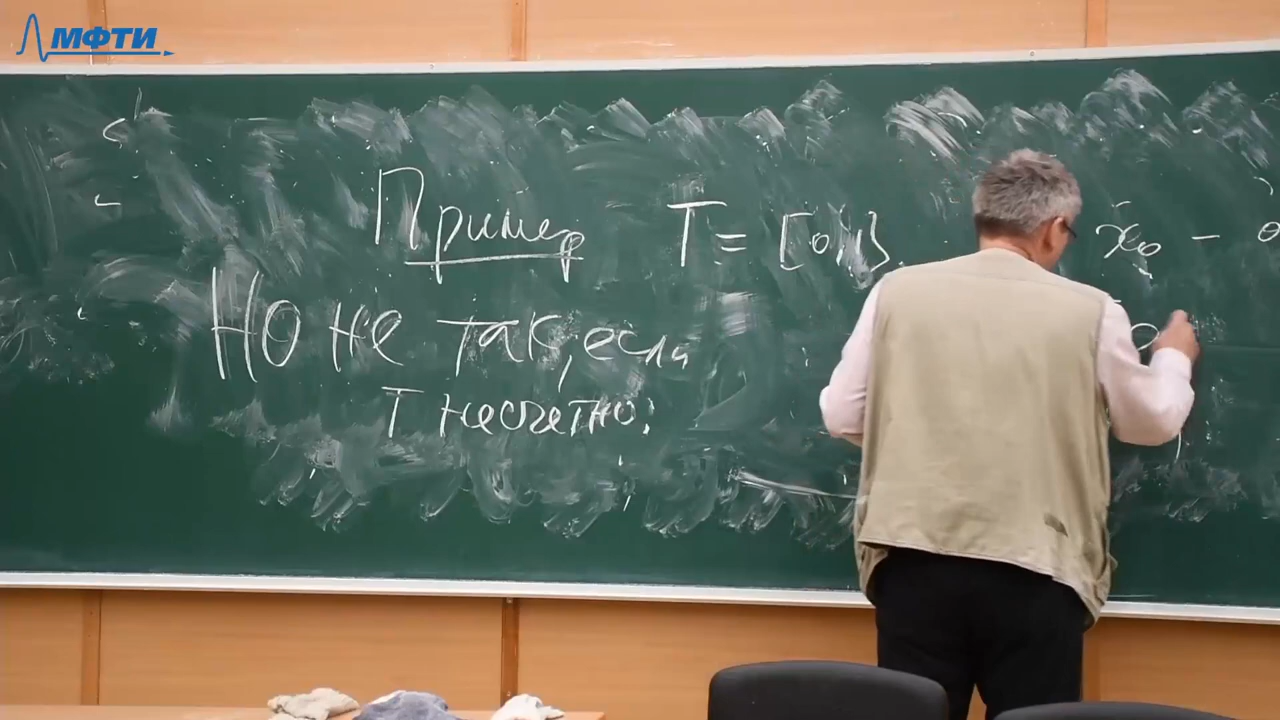 МФТИ
Пример T = [0,1]
Но не так, если
T несчетно:
x₀ –